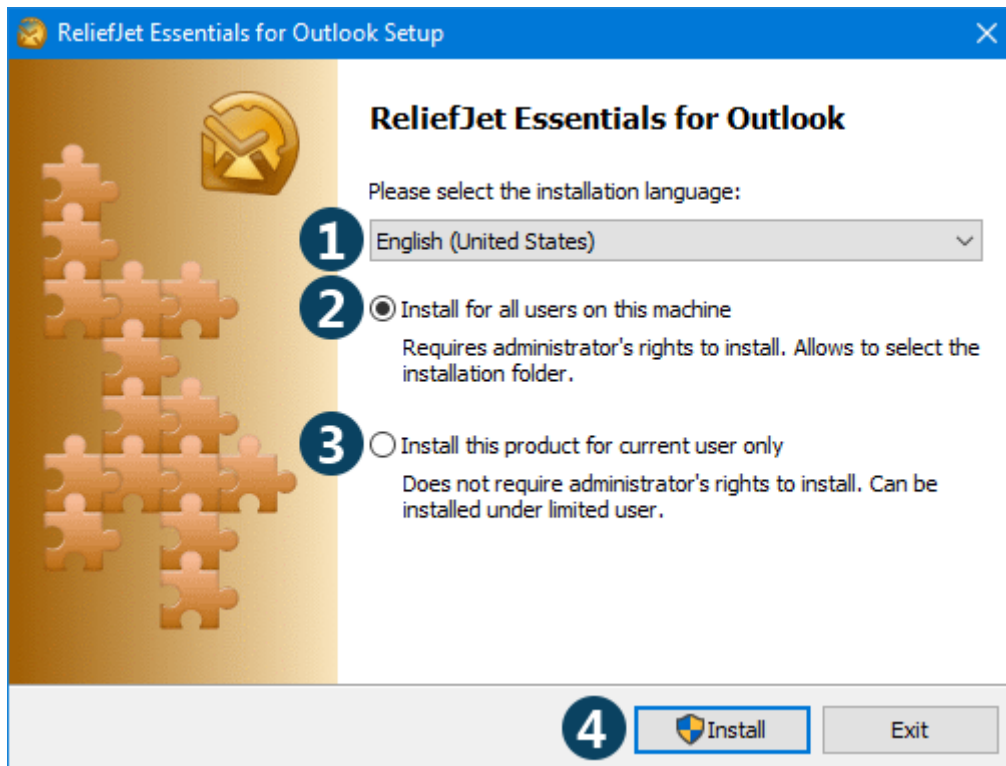 ReliefJet Essentials for Outlook Setup
ReliefJet Essentials for Outlook
Please select the installation language:
1 English (United States)
2 Install for all users on this machine
Requires administrator's rights to install. Allows to select the
installation folder.
3 Install this product for current user only
Does not require administrator's rights to install. Can be
installed under limited user.
4 Install Exit